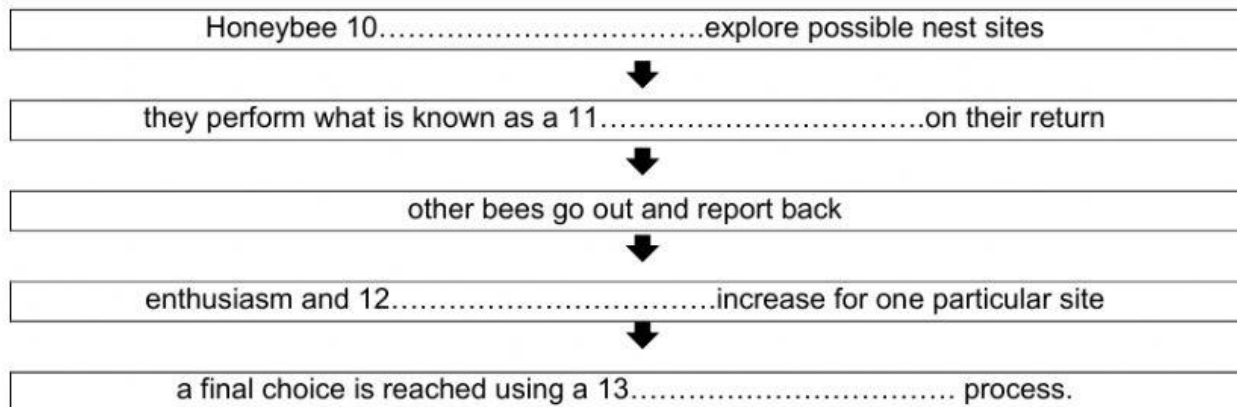 Honeybee 10……………………………explore possible nest sites
they perform what is known as a 11……………………………on their return
other bees go out and report back
enthusiasm and 12……………………………increase for one particular site
a final choice is reached using a 13…………………………… process.